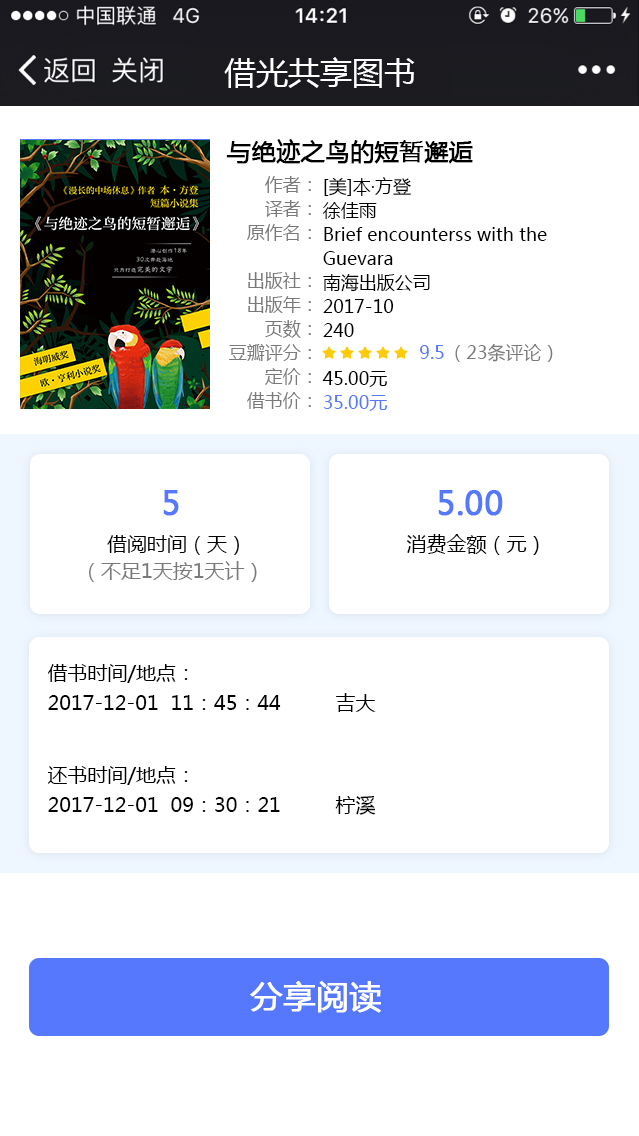 中国联通 4G 14:21 26%
返回 关闭 借光共享图书
与绝迹之鸟的短暂邂逅
《漫长的中场休息》作者 本·方登
短篇小说集
《与绝迹之鸟的短暂邂逅》
潜心创作18年
30次奔赴海地
只为打造完美的文字
海明威奖
欧·亨利小说奖
作者： [美]本·方登
译者： 徐佳雨
原作名： Brief encounterss with the
Guevara
出版社： 南海出版公司
出版年： 2017-10
页数： 240
豆瓣评分： 9.5（23条评论）
定价： 45.00元
借书价： 35.00元
5
借阅时间（天）
（不足1天按1天计）
5.00
消费金额（元）
借书时间/地点：
2017-12-01 11：45：44 吉大
还书时间/地点：
2017-12-01 09：30：21 柠溪
分享阅读